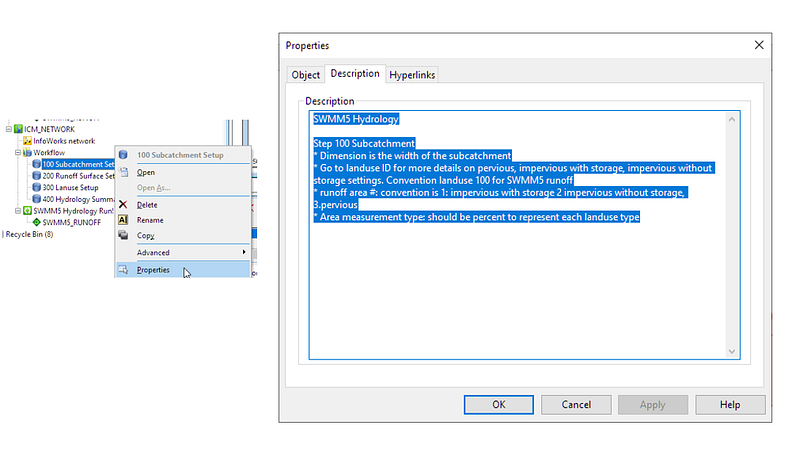 ICM_NETWORK
InfoWorks network
Workflow
100 Subcatchment Set
200 Runoff Surface Set
300 Lanuse Setup
400 Hydrology Summa
SWMM5 Hydrology Run
SWMM5_RUNOFF
Recycle Bin (8)
100 Subcatchment Setup
Open
Open As...
Delete
Rename
Copy
Advanced
Properties
Properties
Object
Description
Hyperlinks
Description
SWMM5 Hydrology
Step 100 Subcatchment
* Dimension is the width of the subcatchment
* Go to landuse ID for more details on pervious, impervious with storage, impervious without
storage settings. Convention landuse 100 for SWMM5 runoff
* runoff area #: convention is 1: impervious with storage 2 impervious without storage,
3.pervious
* Area measurement type: should be percent to represent each landuse type
OK
Cancel
Apply
Help